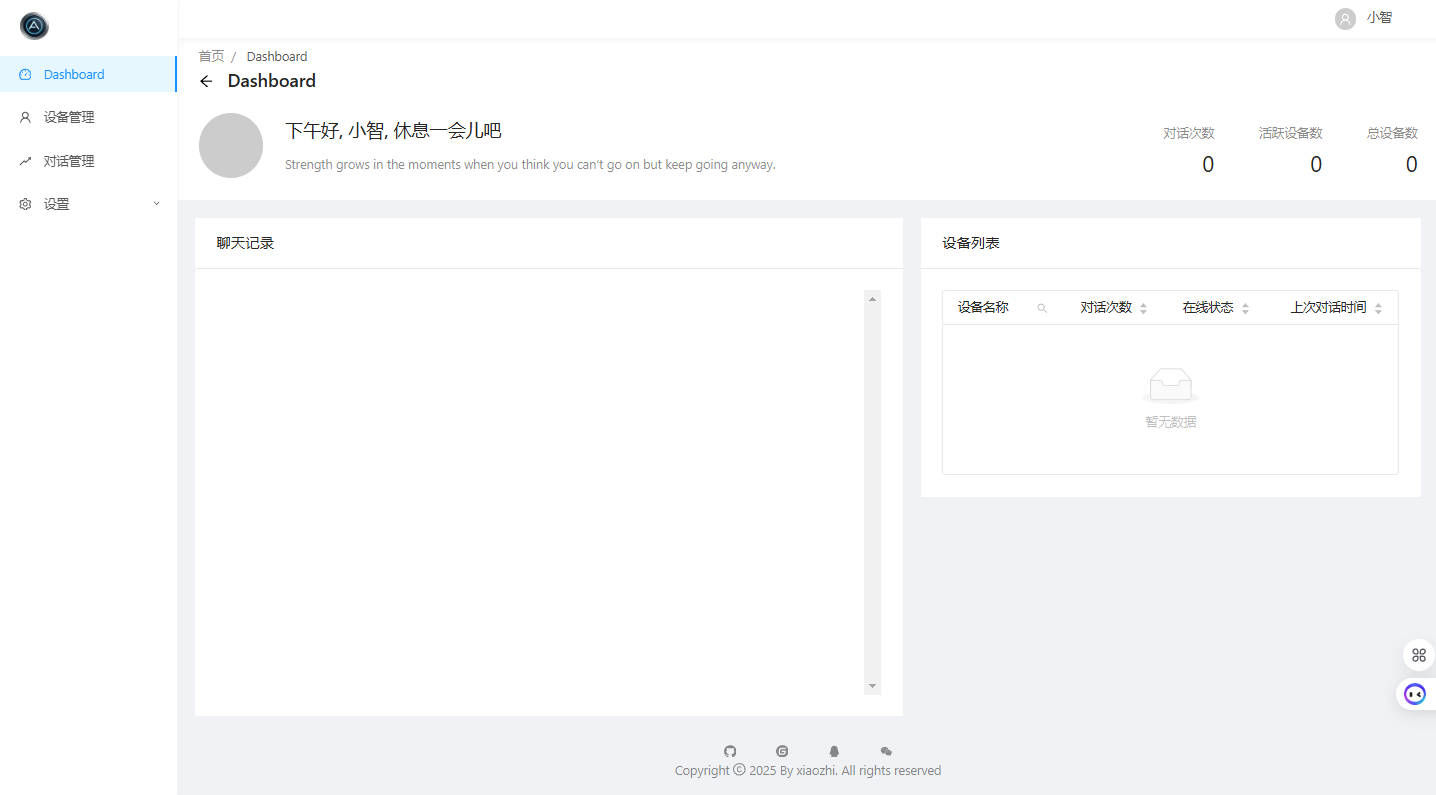 小智
首页 / Dashboard
Dashboard
Dashboard
设备管理
对话管理
设置
下午好, 小智, 休息一会儿吧
Strength grows in the moments when you think you can't go on but keep going anyway.
对话次数 活跃设备数 总设备数
0 0 0
聊天记录
设备列表
设备名称 对话次数 在线状态 上次对话时间
暂无数据
Copyright © 2025 By xiaozhi. All rights reserved